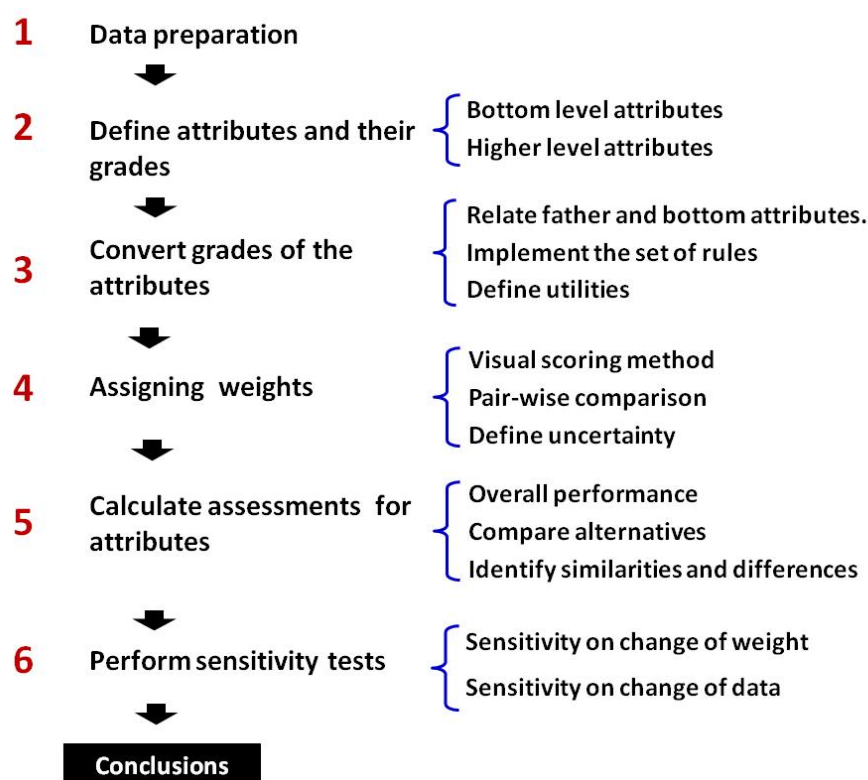 1 Data preparation
2 Define attributes and their
grades
Bottom level attributes
Higher level attributes
3 Convert grades of the
attributes
Relate father and bottom attributes.
Implement the set of rules
Define utilities
4 Assigning weights
Visual scoring method
Pair-wise comparison
Define uncertainty
5 Calculate assessments for
attributes
Overall performance
Compare alternatives
Identify similarities and differences
6 Perform sensitivity tests
Sensitivity on change of weight
Sensitivity on change of data
Conclusions